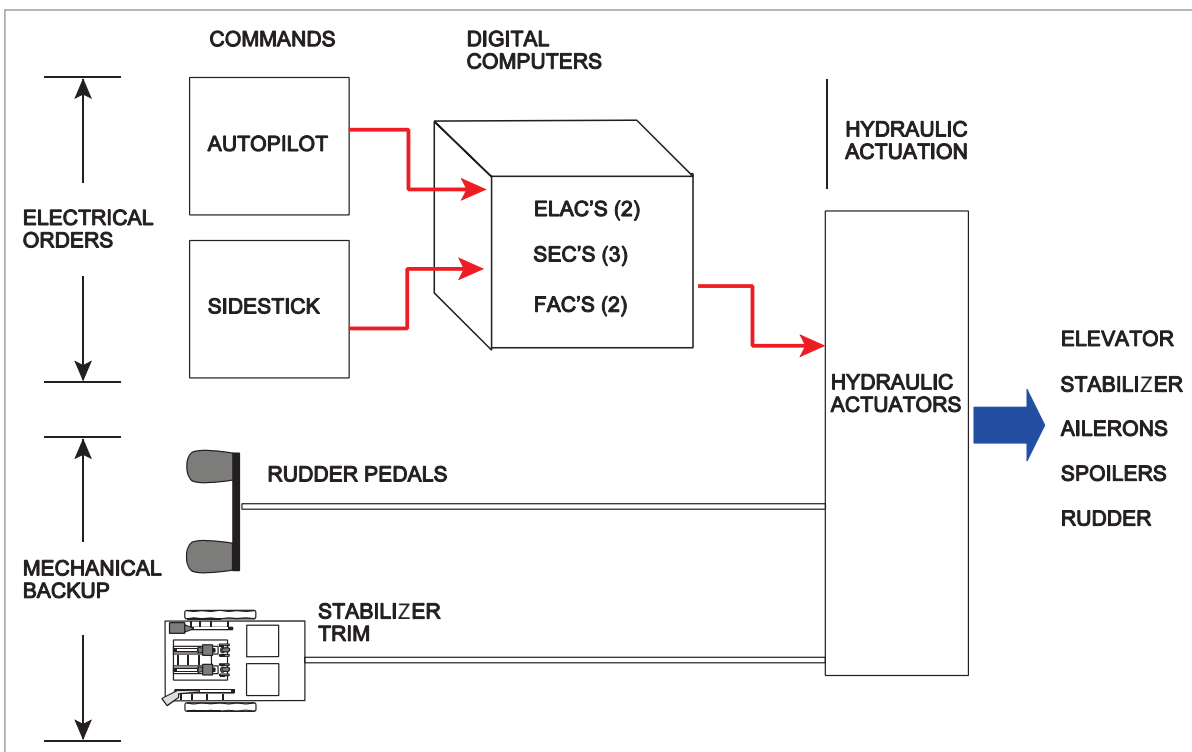 COMMANDS
DIGITAL
COMPUTERS
HYDRAULIC
ACTUATION
ELECTRICAL
ORDERS
AUTOPILOT
SIDESTICK
ELAC'S (2)
SEC'S (3)
FAC'S (2)
HYDRAULIC
ACTUATORS
ELEVATOR
STABILIZER
AILERONS
SPOILERS
RUDDER
MECHANICAL
BACKUP
RUDDER PEDALS
STABILIZER
TRIM